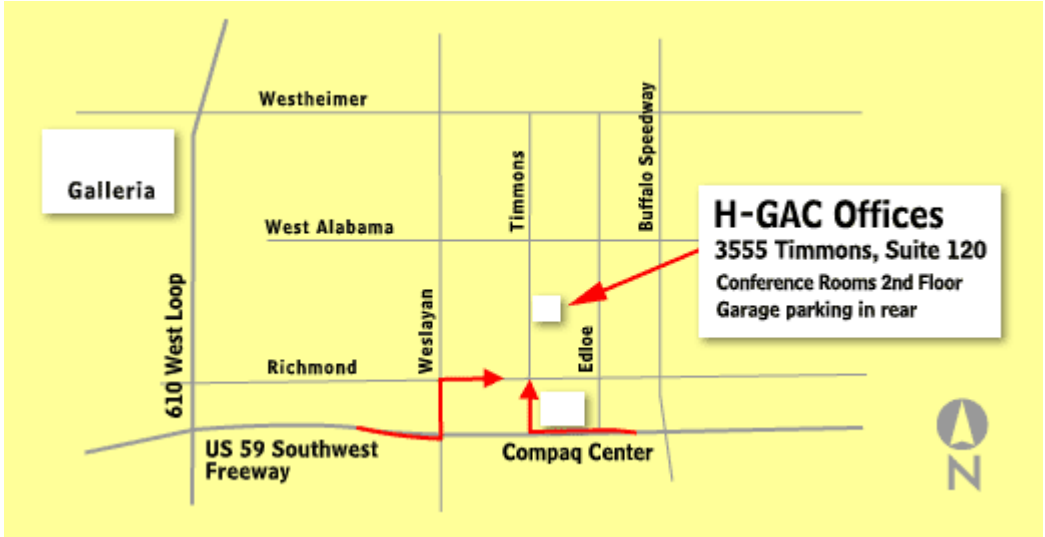 Westheimer
Galleria
Timmons
Buffalo Speedway
West Alabama
H-GAC Offices
3555 Timmons, Suite 120
Conference Rooms 2nd Floor
Garage parking in rear
610 West Loop
Weslayan
Edloe
Richmond
US 59 Southwest
Freeway
Compaq Center
N